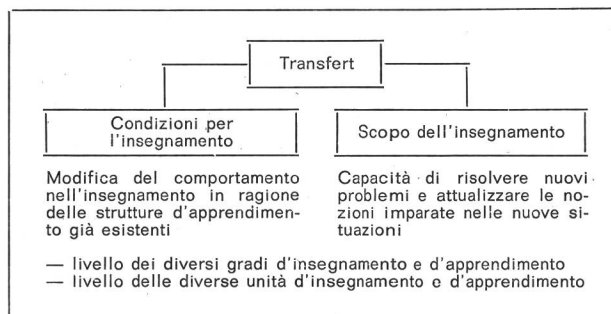 Transfert
Condizioni per
l'insegnamento
Scopo dell'insegnamento
Modifica del comportamento
nell'insegnamento in ragione
delle strutture d'apprendimen-
to già esistenti
Capacità di risolvere nuovi
problemi e attualizzare le no-
zioni imparate nelle nuove si-
tuazioni
— livello dei diversi gradi d'insegnamento e d'apprendimento
— livello delle diverse unità d'insegnamento e d'apprendimento